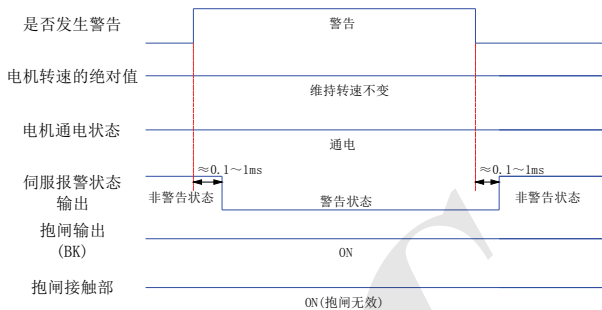 是否发生警告
警告
电机转速的绝对值
维持转速不变
电机通电状态
通电
≈0.1～1ms
≈0.1～1ms
伺服报警状态
输出
非警告状态
警告状态
非警告状态
抱闸输出
(BK)
ON
抱闸接触部
ON(抱闸无效)